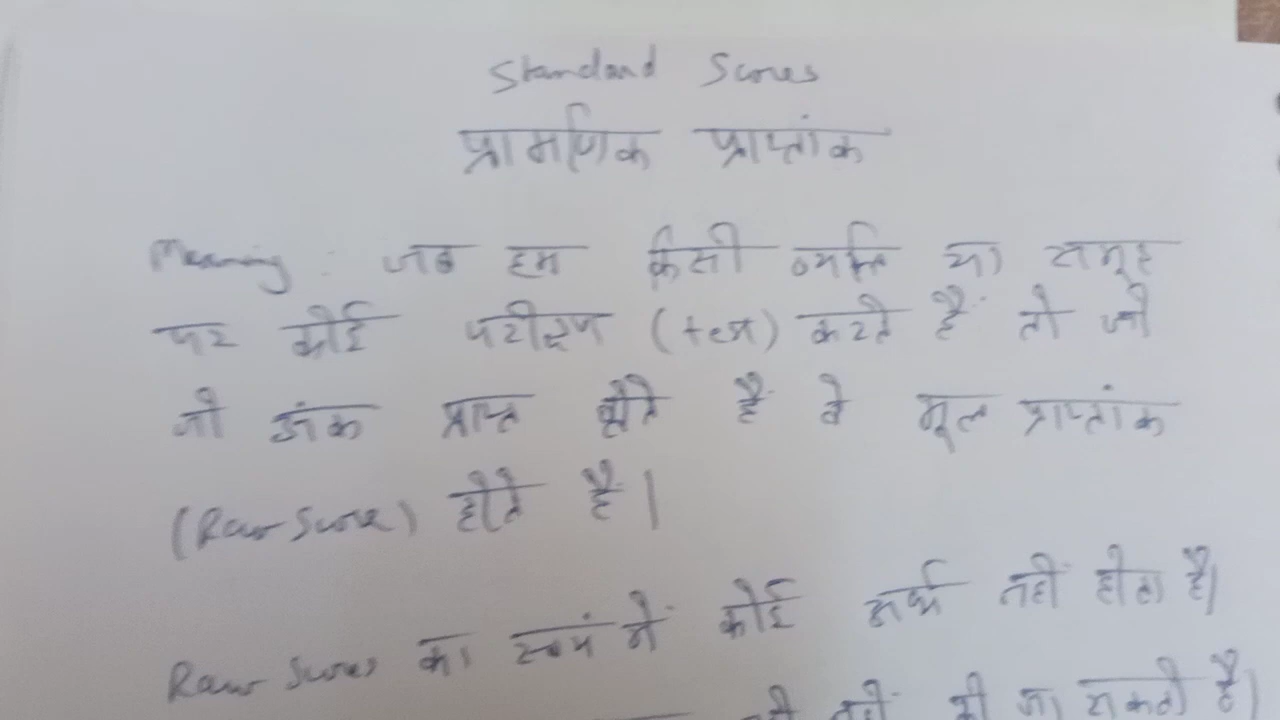 Standard Scores
प्रामणिक प्राप्तांक
Meaning : जब हम किसी व्यक्ति या समूह
पर कोई परीक्षण (test) करते हैं तो जो
जो अंक प्राप्त होते हैं वे मूल प्राप्तांक
(Raw Score) होते हैं।
Raw Scores का स्वयं में कोई अर्थ नहीं होता है।
नहीं की जा सकती है।